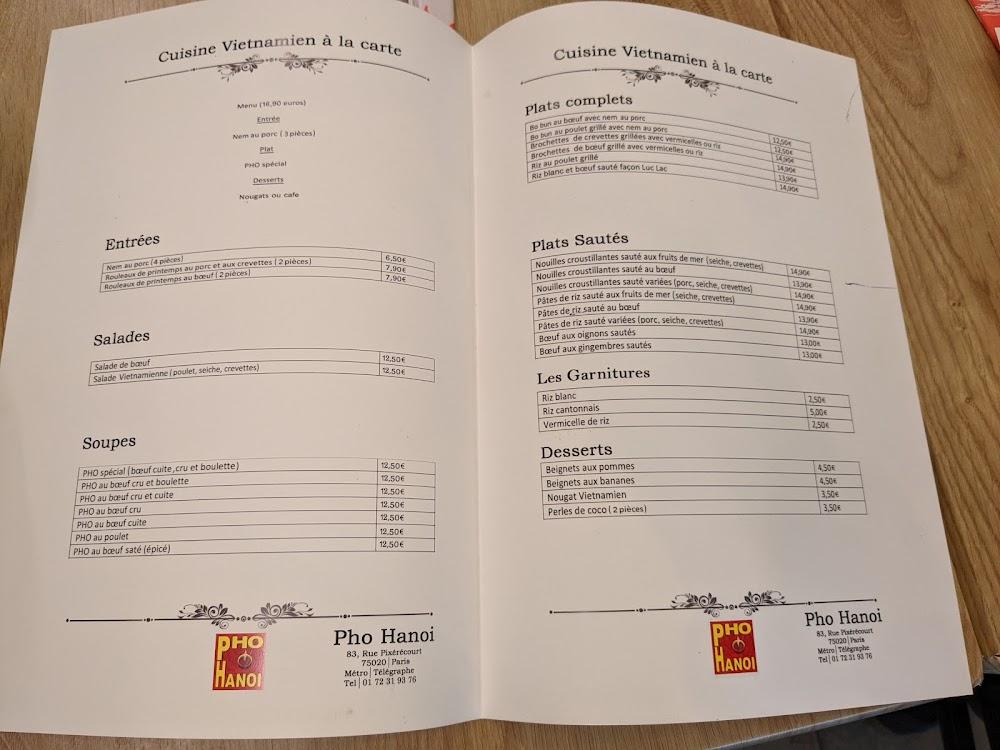 Cuisine Vietnamien à la carte
Menu (16,90 euros)
Entrée
Nem au porc ( 3 pièces)
Plat
PHO spécial
Desserts
Nougats ou cafe
Entrées
Nem au porc (4 pièces) 6,50€
Rouleaux de printemps au porc et aux crevettes ( 2 pièces) 7,90€
Rouleaux de printemps au bœuf ( 2 pièces) 7,90€
Salades
Salade de bœuf 12,50€
Salade Vietnamienne (poulet, seiche, crevettes) 12,50€
Soupes
PHO spécial (bœuf cuite ,cru et boulette) 12,50€
PHO au bœuf cru et boulette 12,50€
PHO au bœuf cru et cuite 12,50€
PHO au bœuf cru 12,50€
PHO au bœuf cuite 12,50€
PHO au poulet 12,50€
PHO au bœuf saté (épicé) 12,50€
PHO
HANOI
Pho Hanoi
83, Rue Pixérécourt
75020 | Paris
Métro | Télégraphe
Tel | 01 72 31 93 76
Cuisine Vietnamien à la carte
Plats complets
Bo bun au bœuf avec nem au porc 12,50€
Bo bun au poulet grillé avec nem au porc 12,50€
Brochettes de crevettes grillées avec vermicelles ou riz 14,90€
Brochettes de bœuf grillé avec vermicelles ou riz 14,90€
Riz au poulet grillé 13,90€
Riz blanc et bœuf sauté façon Luc Lac 14,90€
Plats Sautés
Nouilles croustillantes sauté aux fruits de mer (seiche, crevettes) 14,90€
Nouilles croustillantes sauté au bœuf 13,90€
Nouilles croustillantes sauté variées (porc, seiche, crevettes) 14,90€
Pâtes de riz sauté aux fruits de mer (seiche, crevettes) 14,90€
Pâtes de riz sauté au bœuf 13,90€
Pâtes de riz sauté variées (porc, seiche, crevettes) 14,90€
Bœuf aux oignons sautés 13,00€
Bœuf aux gingembres sautés 13,00€
Les Garnitures
Riz blanc 2,50€
Riz cantonnais 5,00€
Vermicelle de riz 2,50€
Desserts
Beignets aux pommes 4,50€
Beignets aux bananes 4,50€
Nougat Vietnamien 3,50€
Perles de coco ( 2 pièces) 3,50€
PHO
HANOI
Pho Hanoi
83, Rue Pixérécourt
75020 | Paris
Métro | Télégraphe
Tel | 01 72 31 93 76